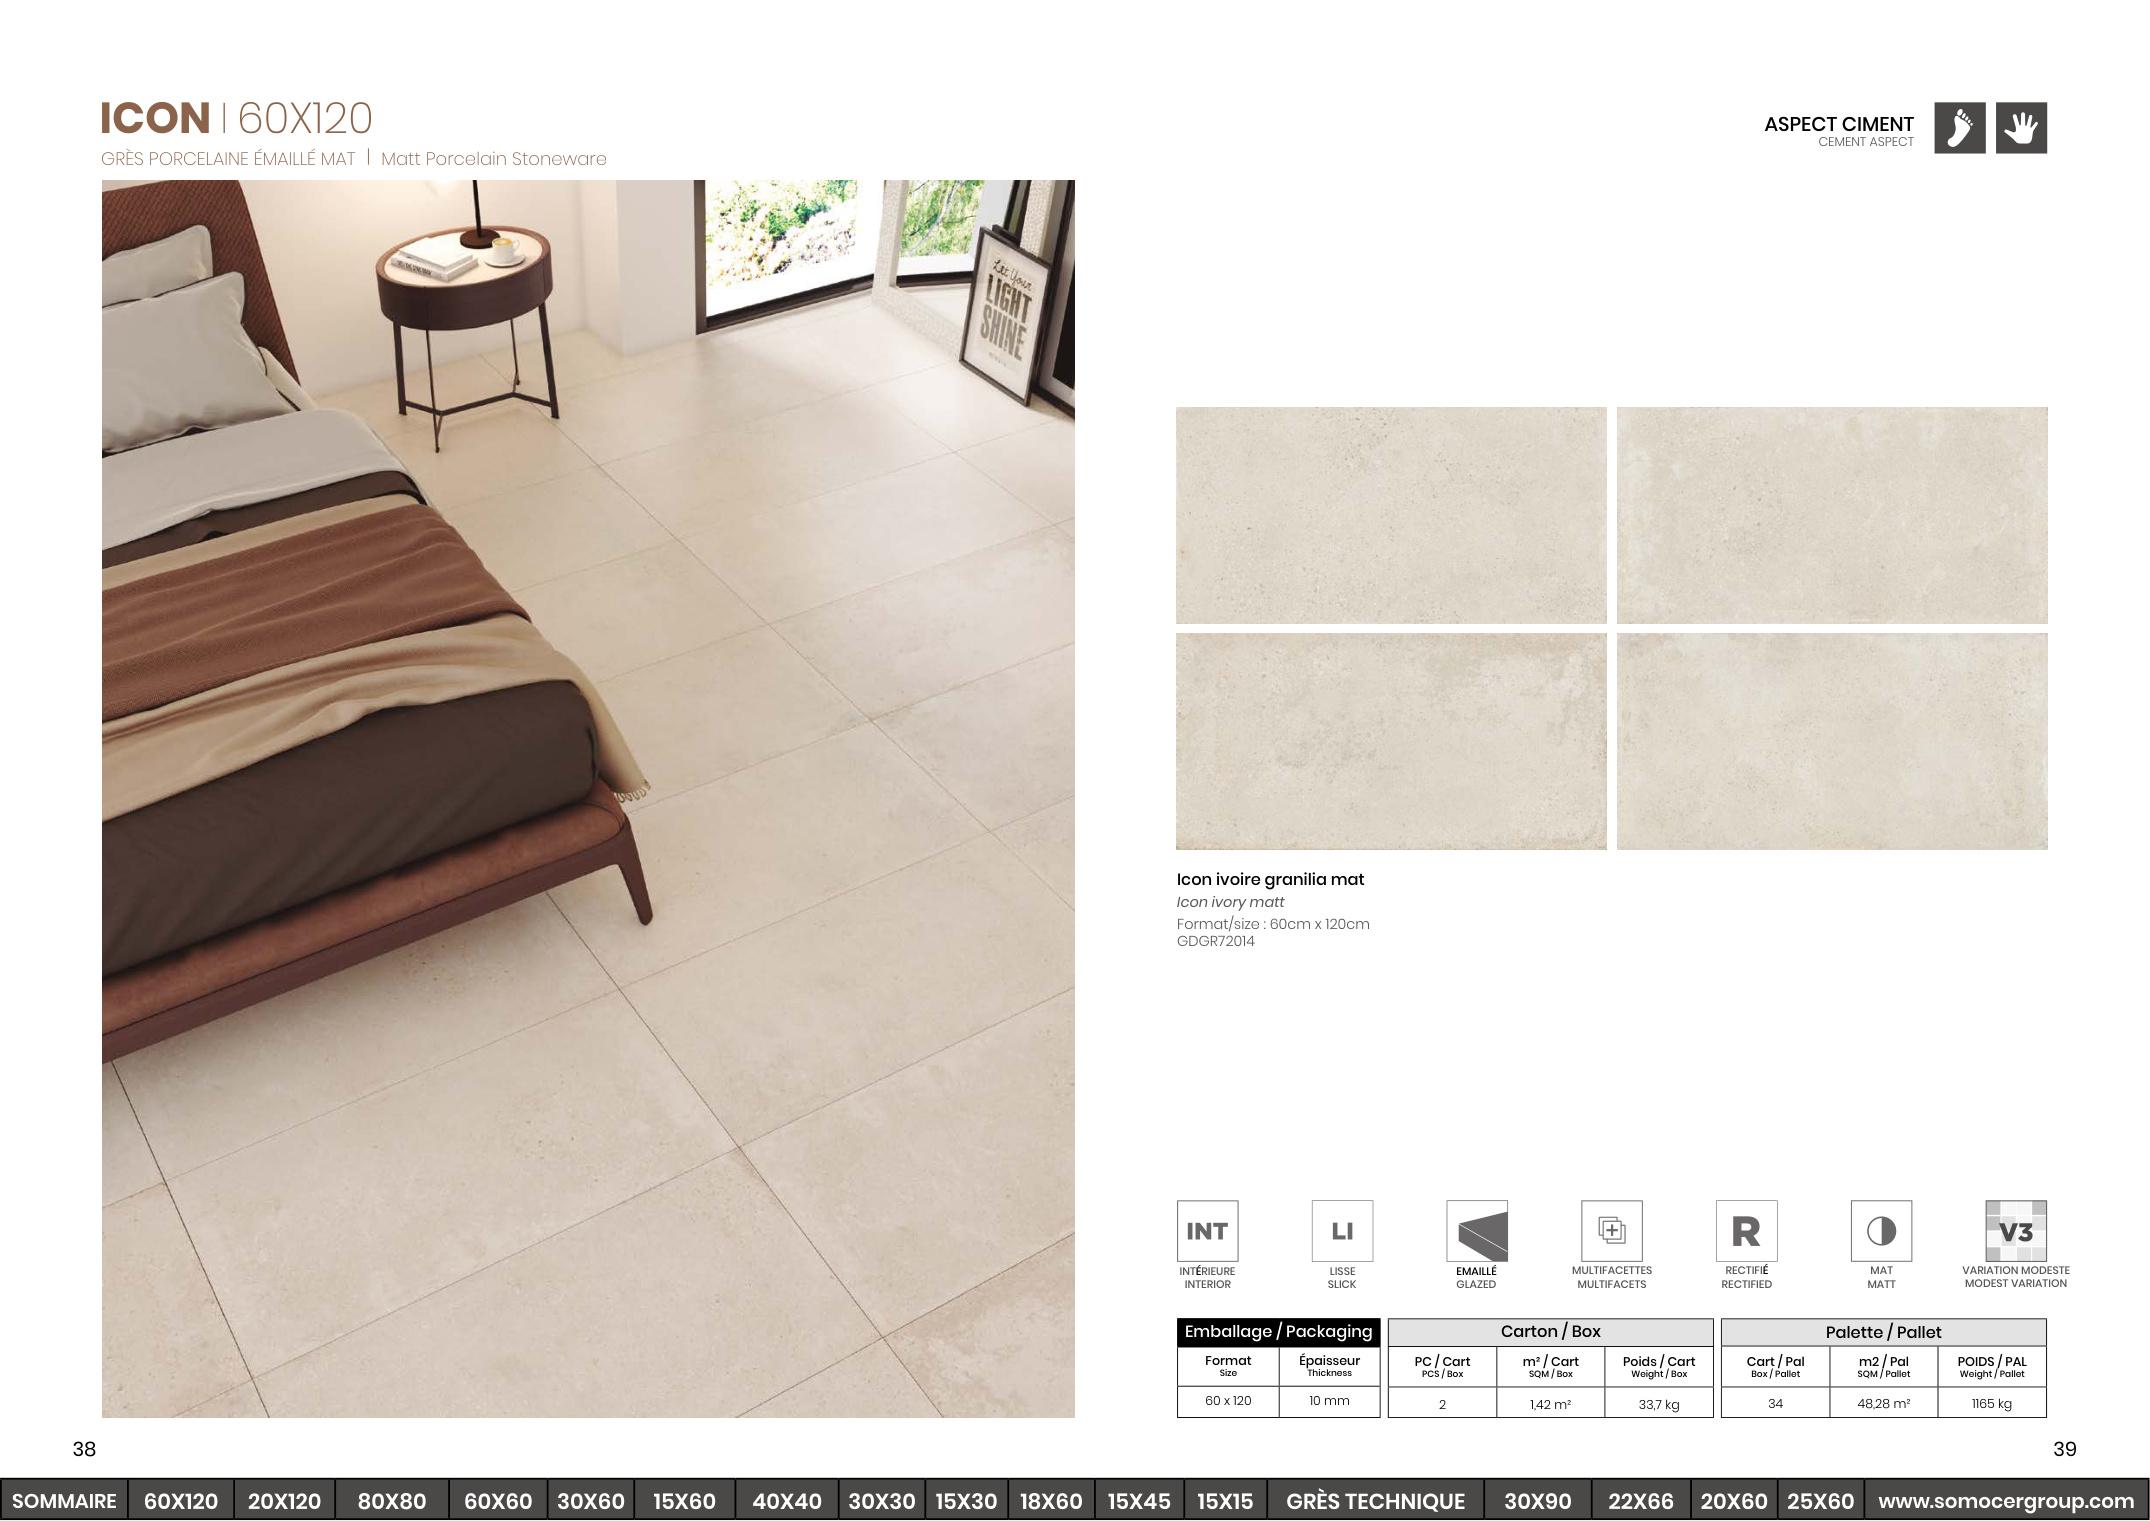 ICON | 60X120
GRÈS PORCELAINE ÉMAILLÉ MAT | Matt Porcelain Stoneware
ASPECT CIMENT
CEMENT ASPECT
Let Your
LIGHT
SHINE
Icon ivoire granilia mat
Icon ivory matt
Format/size : 60cm x 120cm
GDGR72014
INT
LI
R
V3
INTÉRIEURE
INTERIOR
LISSE
SLICK
EMAILLÉ
GLAZED
MULTIFACETTES
MULTIFACETS
RECTIFIÉ
RECTIFIED
MAT
MATT
VARIATION MODESTE
MODEST VARIATION
Emballage / Packaging
Format
Size
Épaisseur
Thickness
60 x 120
10 mm
Carton / Box
PC / Cart
PCS / Box
m² / Cart
SQM / Box
Poids / Cart
Weight / Box
2
1,42 m²
33,7 kg
Palette / Pallet
Cart / Pal
Box / Pallet
m2 / Pal
SQM / Pallet
POIDS / PAL
Weight / Pallet
34
48,28 m²
1165 kg
38
39
SOMMAIRE 60X120 20X120 80X80 60X60 30X60 15X60 40X40 30X30 15X30 18X60 15X45 15X15 GRÈS TECHNIQUE 30X90 22X66 20X60 25X60 www.somocergroup.com